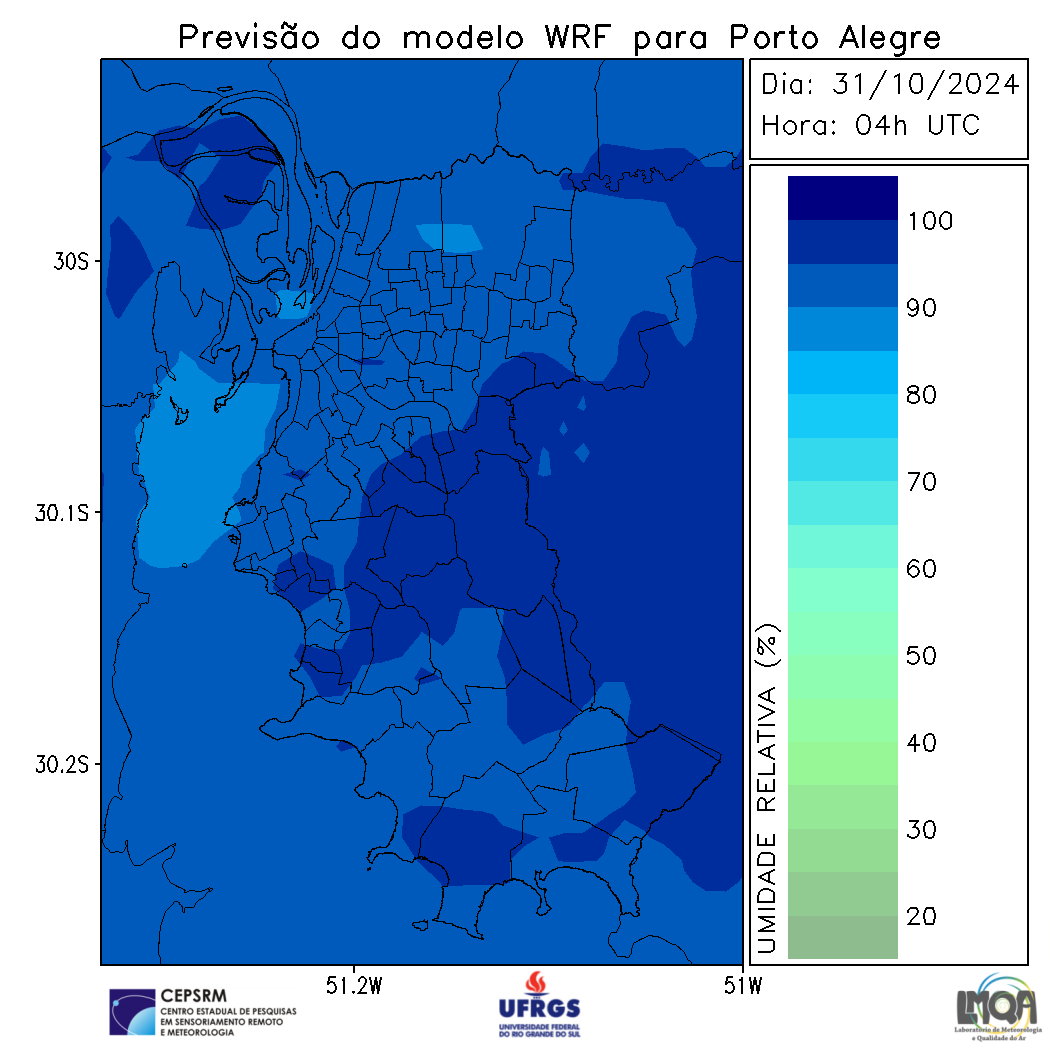 Previsão do modelo WRF para Porto Alegre
Dia: 31/10/2024
Hora: 04h UTC
30S
30.1S
30.2S
51.2W
51W
UMIDADE RELATIVA (%)
100
90
80
70
60
50
40
30
20
CEPSRM
CENTRO ESTADUAL DE PESQUISAS
EM SENSORIAMENTO REMOTO
E METEOROLOGIA
UFRGS
UNIVERSIDADE FEDERAL
DO RIO GRANDE DO SUL
LMQA
Laboratório de Meteorologia
e Qualidade do Ar